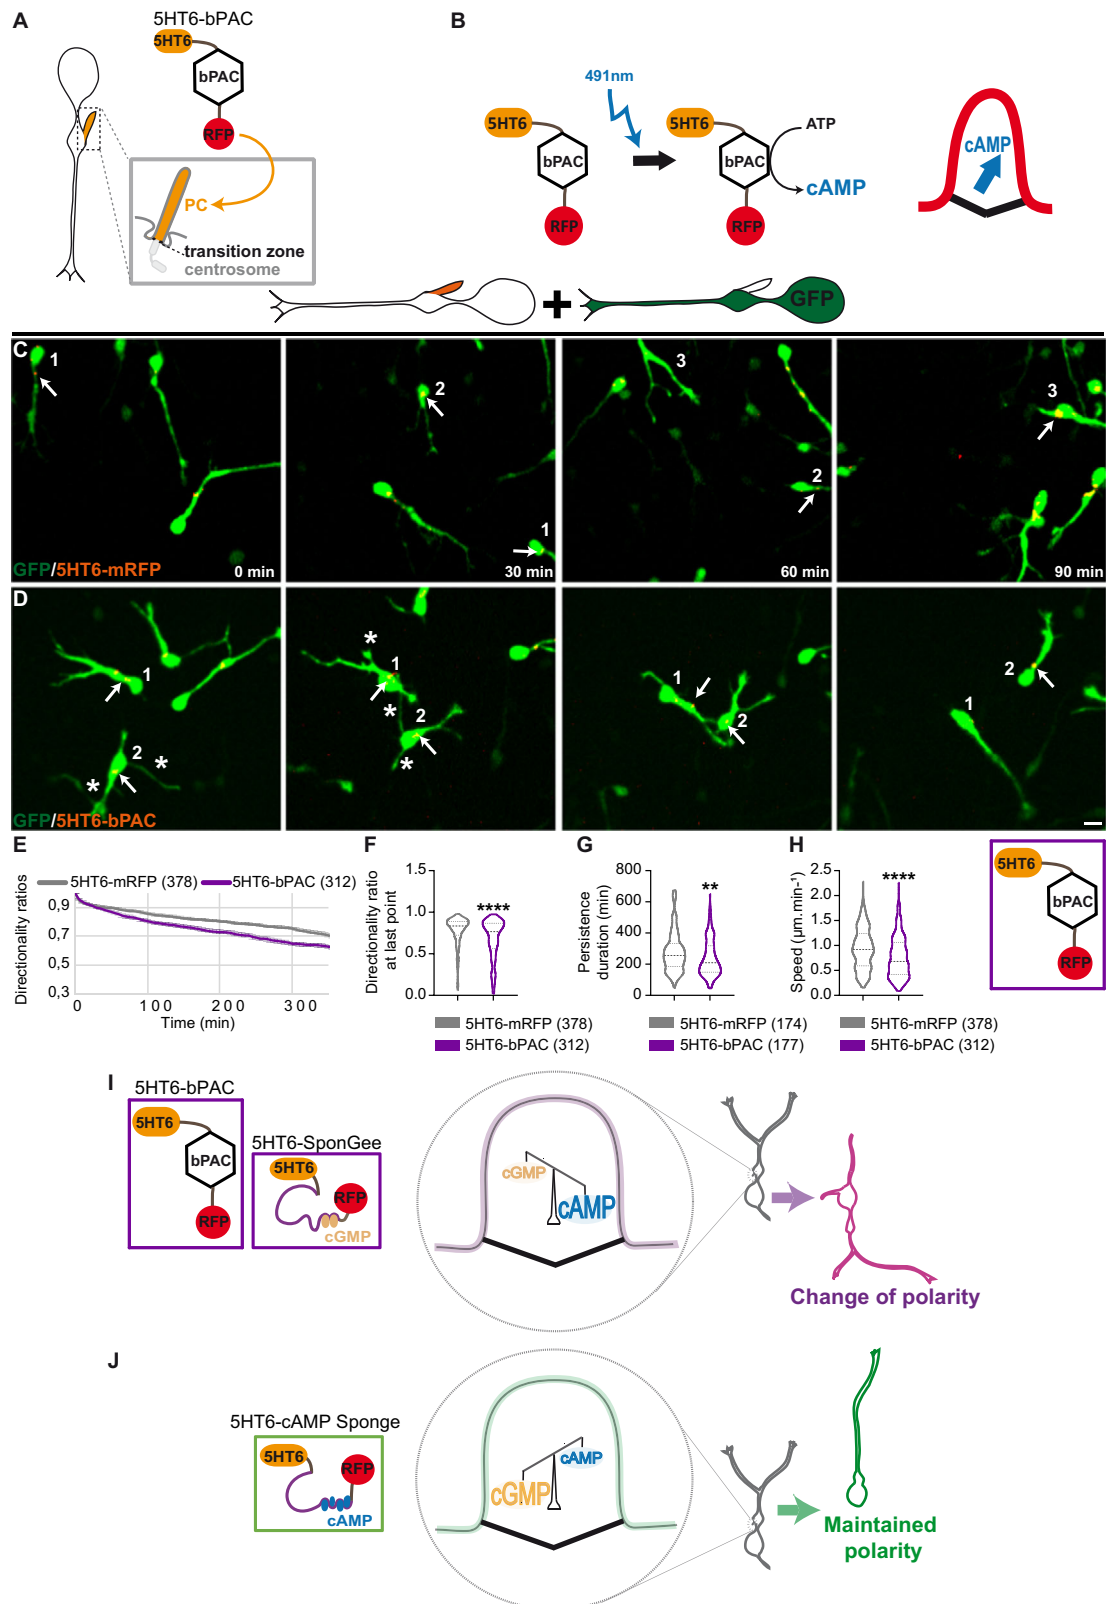 A
5HT6-bPAC
5HT6
bPAC
RFP
PC
transition zone
centrosome
B
491nm
5HT6
bPAC
RFP
5HT6
bPAC
RFP
ATP
cAMP
cAMP
+
GFP
C
1
2
1
3
2
3
GFP/5HT6-mRFP
0 min
30 min
60 min
90 min
D
1
2
*
*
*
1
*
2
*
1
2
2
1
GFP/5HT6-bPAC
E
5HT6-mRFP (378)
5HT6-bPAC (312)
Directionality ratios
0,9
0,7
0,5
0,3
0
100
200
300
Time (min)
F
Directionality ratio
at last point
1.5
1.0
0.5
0.0
****
5HT6-mRFP (378)
5HT6-bPAC (312)
G
Persistence
duration (min)
800
600
400
200
0
**
5HT6-mRFP (174)
5HT6-bPAC (177)
H
Speed (µm.min⁻¹)
2.5
2.0
1.5
1.0
0.5
0.0
****
5HT6-mRFP (378)
5HT6-bPAC (312)
5HT6
bPAC
RFP
I
5HT6-bPAC
5HT6
bPAC
RFP
5HT6-SponGee
5HT6
RFP
cGMP
cGMP
cAMP
Change of polarity
J
5HT6-cAMP Sponge
5HT6
RFP
cAMP
cAMP
cGMP
Maintained
polarity